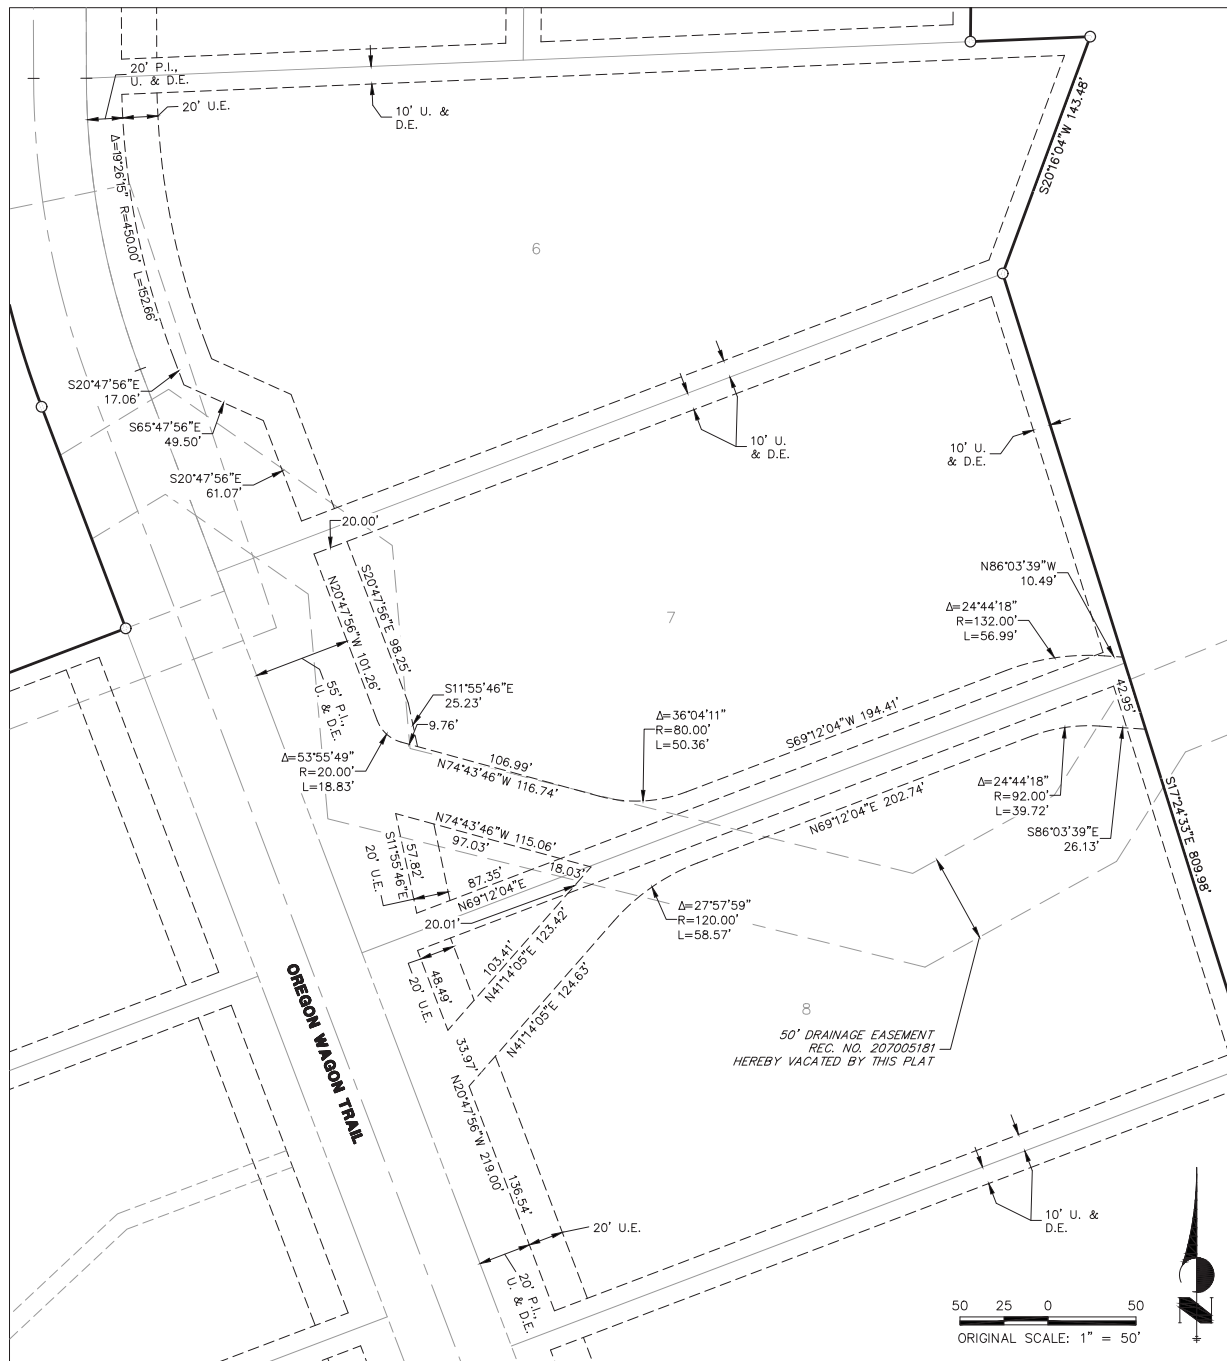 20' P.I.,
U. & D.E.
20' U.E.
10' U. &
D.E.
S20°16'04"W 143.48'
Δ=19°26'15" R=450.00' L=152.66'
6
S20°47'56"E
17.06'
S65°47'56"E
49.50'
S20°47'56"E
61.07'
10' U.
& D.E.
10' U.
& D.E.
20.00'
N20°47'56"W 101.26'
S20°47'56"E 98.25'
7
N86°03'39"W
10.49'
Δ=24°44'18"
R=132.00'
L=56.99'
55' P.I.,
U. & D.E.
S11°55'46"E
25.23'
9.76'
Δ=53°55'49"
R=20.00'
L=18.83'
106.99'
N74°43'46"W 116.74'
Δ=36°04'11"
R=80.00'
L=50.36'
S69°12'04"W 194.41'
42.95'
N69°12'04"E 202.74'
Δ=24°44'18"
R=92.00'
L=39.72'
S86°03'39"E
26.13'
S17°24'33"E 809.98'
N74°43'46"W 115.06'
97.03'
57.82'
S11°55'46"E
20' U.E.
87.35'
18.03'
N69°12'04"E
20.01'
Δ=27°57'59"
R=120.00'
L=58.57'
103.41'
N41°14'05"E 123.42'
48.49'
20' U.E.
N41°14'05"E 124.63'
8
50' DRAINAGE EASEMENT
REC. NO. 207005181
HEREBY VACATED BY THIS PLAT
OREGON WAGON TRAIL
33.97'
N20°47'56"W 219.00'
136.54'
20' U.E.
20' P.I.,
U. & D.E.
10' U. &
D.E.
N
50 25 0 50
ORIGINAL SCALE: 1" = 50'